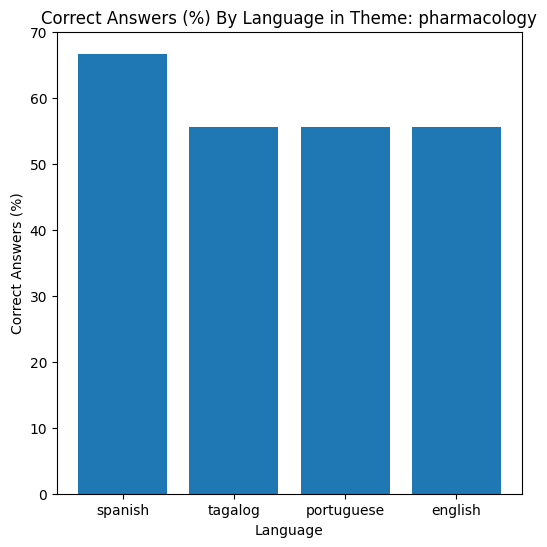 Correct Answers (%) By Language in Theme: pharmacology
70
60
50
40
30
20
10
0
Correct Answers (%)
spanish tagalog portuguese english
Language